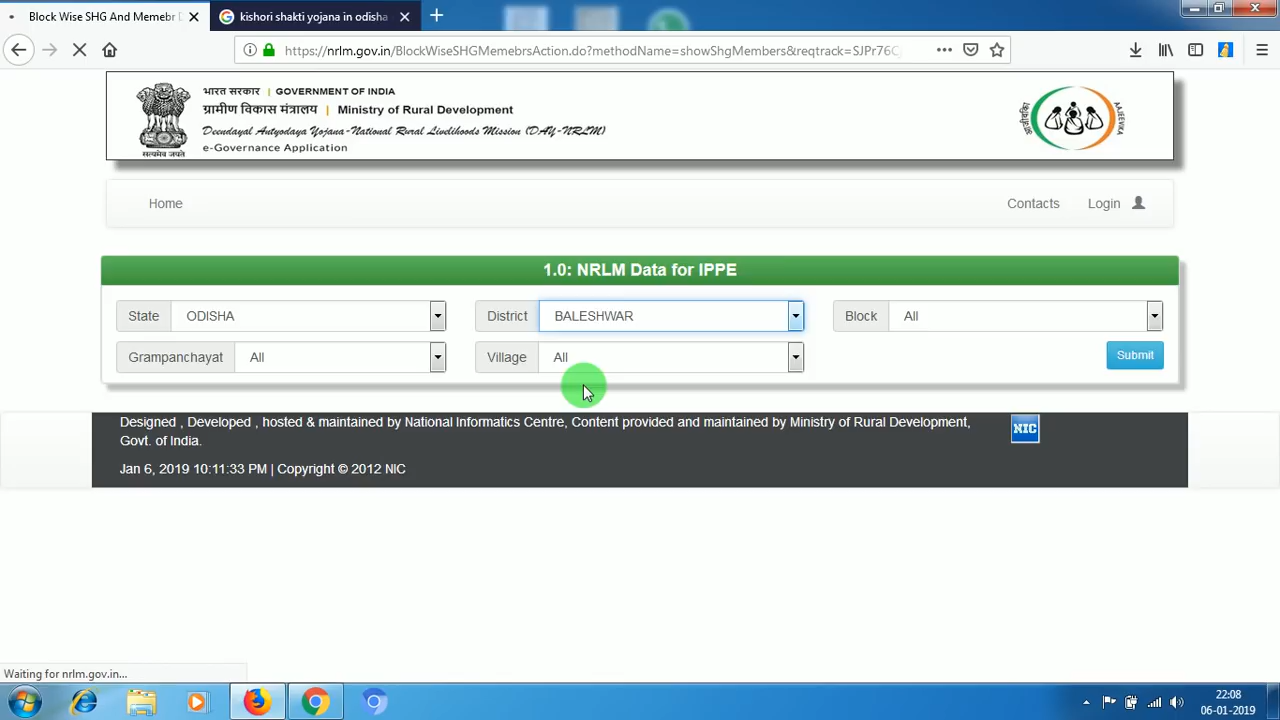 Block Wise SHG And Memebr D
kishori shakti yojana in odisha
https://nrlm.gov.in/BlockWiseSHGMemebrsAction.do?methodName=showShgMembers&reqtrack=SJPr76C
भारत सरकार | GOVERNMENT OF INDIA
ग्रामीण विकास मंत्रालय | Ministry of Rural Development
Deendayal Antyodaya Yojana-National Rural Livelihoods Mission (DAY-NRLM)
e-Governance Application
सत्यमेव जयते
आजीविका
AAJEEVIKA
Home Contacts Login
1.0: NRLM Data for IPPE
State ODISHA District BALESHWAR Block All
Grampanchayat All Village All Submit
Designed , Developed , hosted & maintained by National Informatics Centre, Content provided and maintained by Ministry of Rural Development,
Govt. of India.
NIC
Jan 6, 2019 10:11:33 PM | Copyright © 2012 NIC
Waiting for nrlm.gov.in...
22:08
06-01-2019